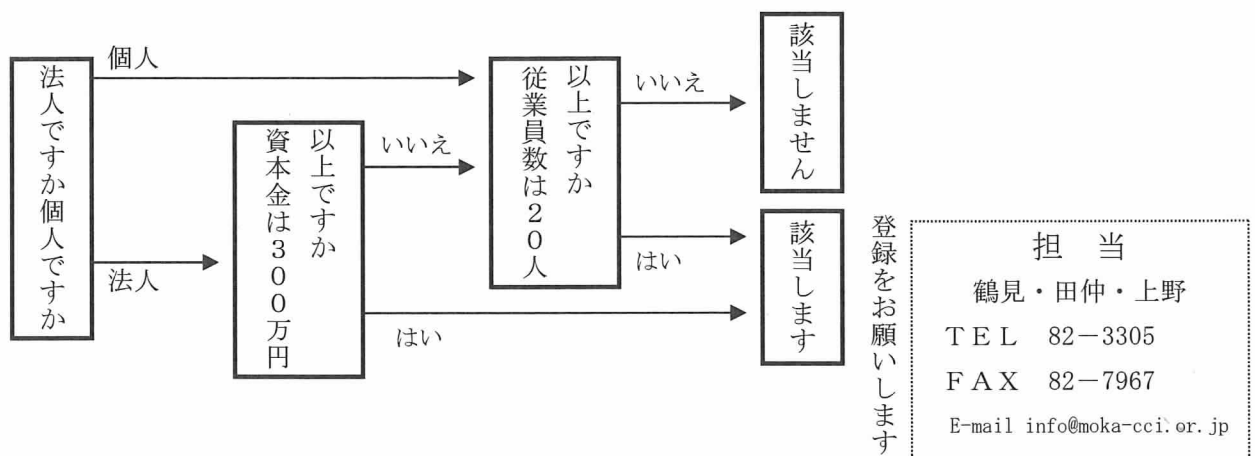 法人ですか個人ですか
個人
法人
資本金は３００万円
以上ですか
いいえ
はい
従業員数は２０人
以上ですか
いいえ
はい
該当しません
該当します
登録をお願いします
担　当
鶴見・田仲・上野
ＴＥＬ　82－3305
ＦＡＸ　82－7967
E-mail info@moka-cci.or.jp